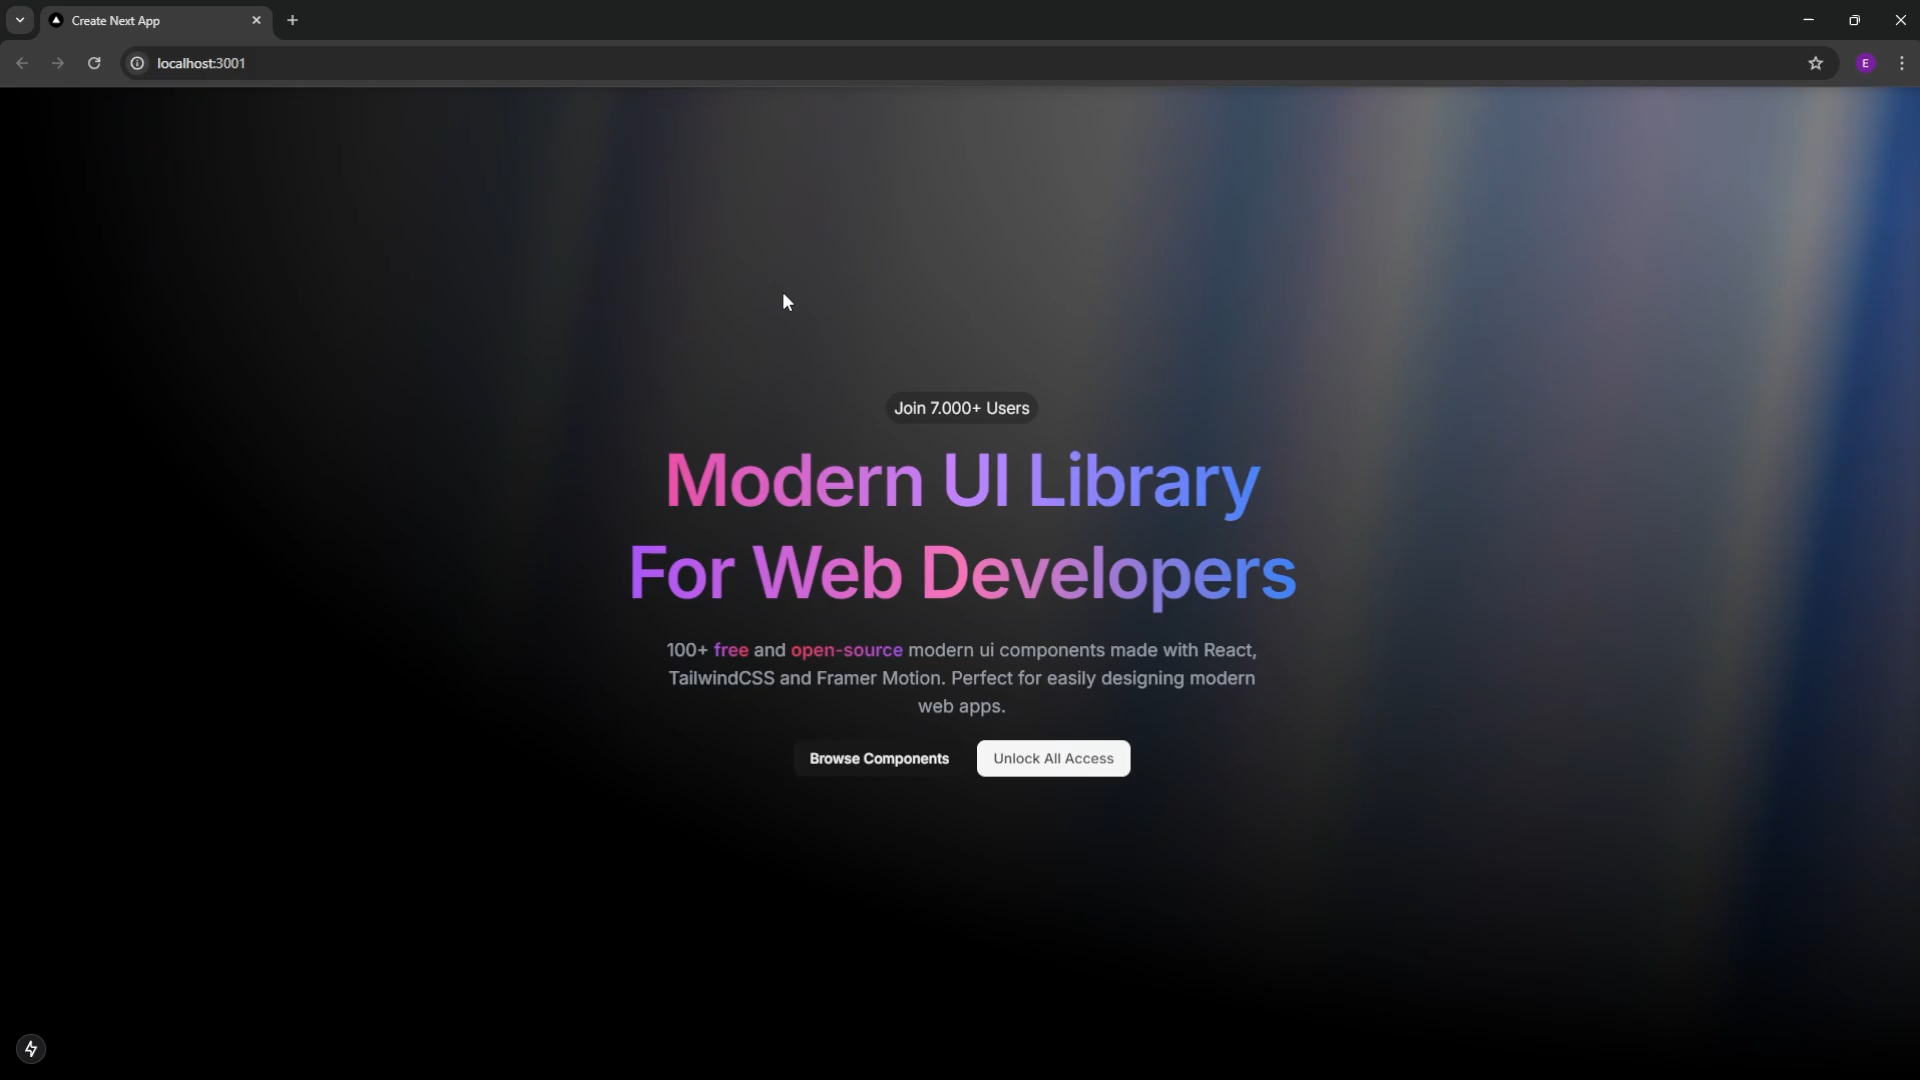 Create Next App
localhost:3001
E
Join 7.000+ Users
Modern UI Library
For Web Developers
100+ free and open-source modern ui components made with React,
TailwindCSS and Framer Motion. Perfect for easily designing modern
web apps.
Browse Components
Unlock All Access